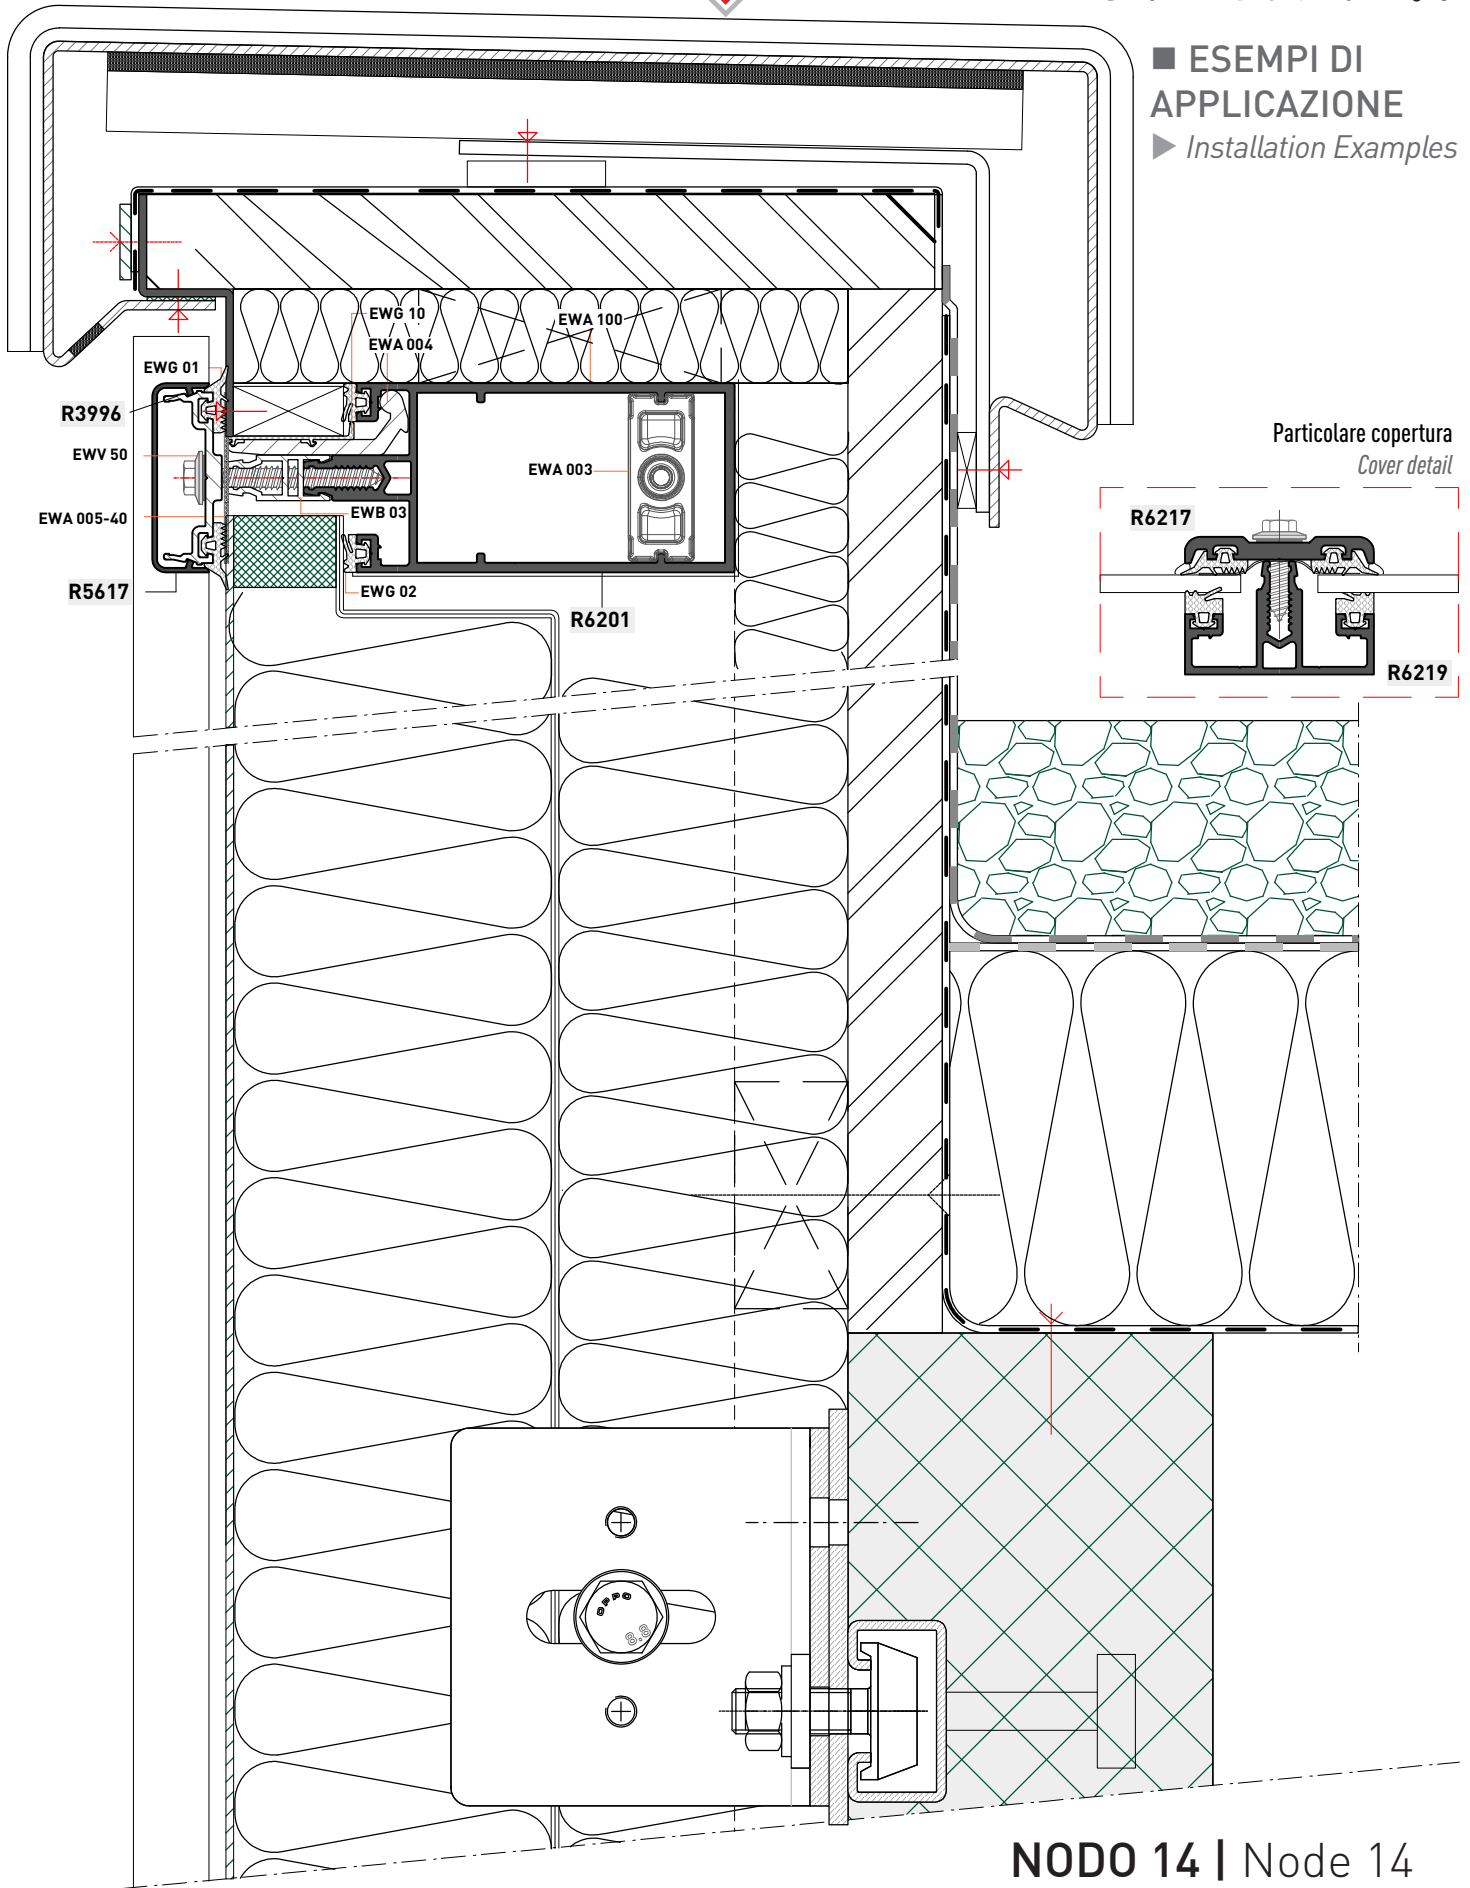 ■ ESEMPI DI
APPLICAZIONE
▶ Installation Examples
EWG 10
EWA 100
EWA 004
EWG 01
R3996
EWV 50
EWA 003
EWA 005-40
EWB 03
R5617
EWG 02
R6201
Particolare copertura
Cover detail
R6217
R6219
OPPO
8.8
NODO 14 | Node 14